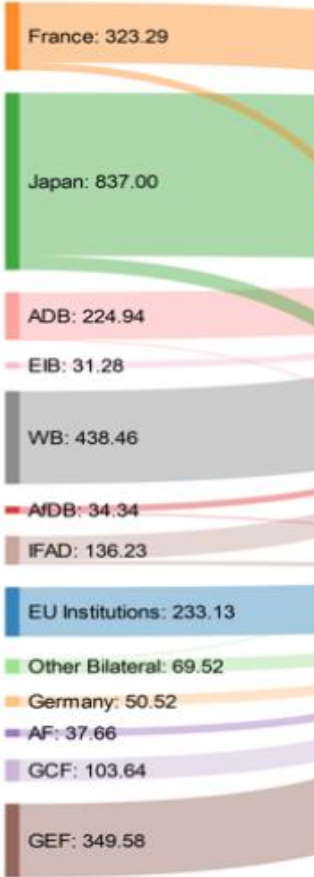 France: 323.29
Japan: 837.00
ADB: 224.94
EIB: 31.28
WB: 438.46
AfDB: 34.34
IFAD: 136.23
EU Institutions: 233.13
Other Bilateral: 69.52
Germany: 50.52
AF: 37.66
GCF: 103.64
GEF: 349.58